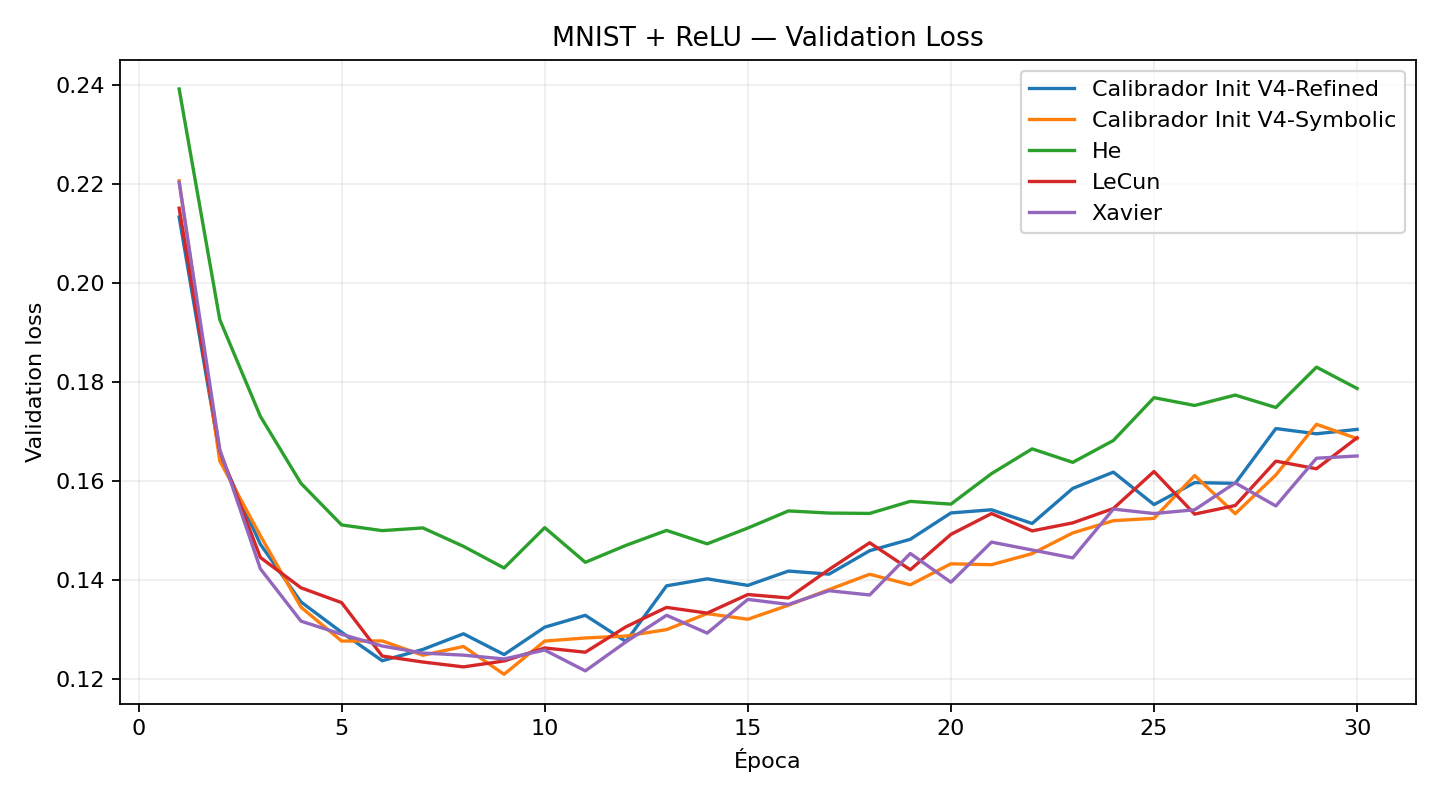 MNIST + ReLU — Validation Loss
Calibrador Init V4-Refined
Calibrador Init V4-Symbolic
He
LeCun
Xavier
Validation loss
0.24
0.22
0.20
0.18
0.16
0.14
0.12
0 5 10 15 20 25 30
Época